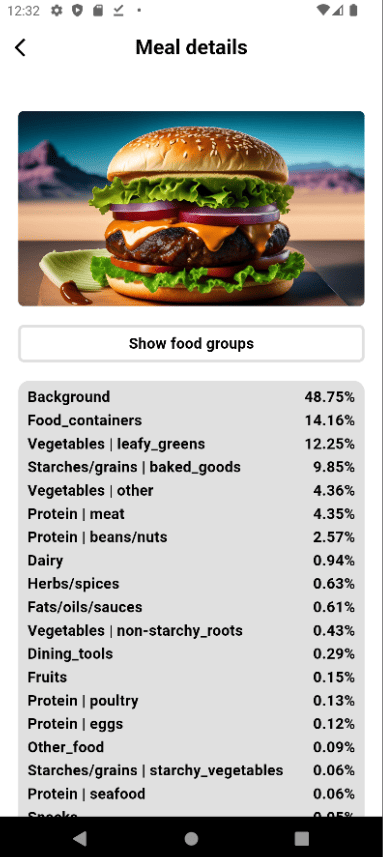 12:32
Meal details
Show food groups
Background 48.75%
Food_containers 14.16%
Vegetables | leafy_greens 12.25%
Starches/grains | baked_goods 9.85%
Vegetables | other 4.36%
Protein | meat 4.35%
Protein | beans/nuts 2.57%
Dairy 0.94%
Herbs/spices 0.63%
Fats/oils/sauces 0.61%
Vegetables | non-starchy_roots 0.43%
Dining_tools 0.29%
Fruits 0.15%
Protein | poultry 0.13%
Protein | eggs 0.12%
Other_food 0.09%
Starches/grains | starchy_vegetables 0.06%
Protein | seafood 0.06%
Snacks 0.05%